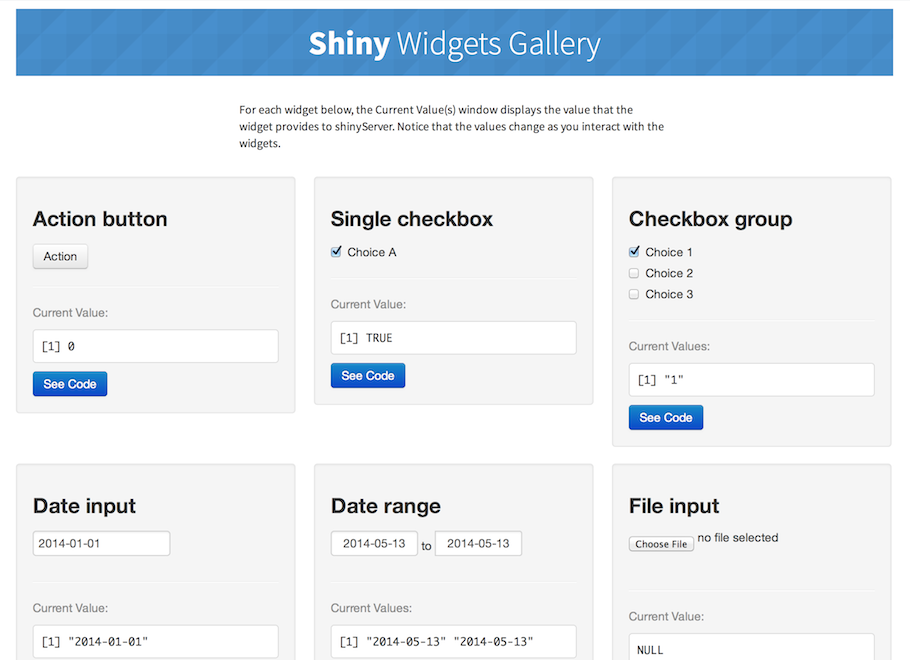 Shiny Widgets Gallery
For each widget below, the Current Value(s) window displays the value that the
widget provides to shinyServer. Notice that the values change as you interact with the
widgets.
Action button
Action
Current Value:
[1] 0
See Code
Single checkbox
Choice A
Current Value:
[1] TRUE
See Code
Checkbox group
Choice 1
Choice 2
Choice 3
Current Values:
[1] "1"
See Code
Date input
2014-01-01
Current Value:
[1] "2014-01-01"
Date range
2014-05-13 to 2014-05-13
Current Values:
[1] "2014-05-13" "2014-05-13"
File input
Choose File no file selected
Current Value:
NULL